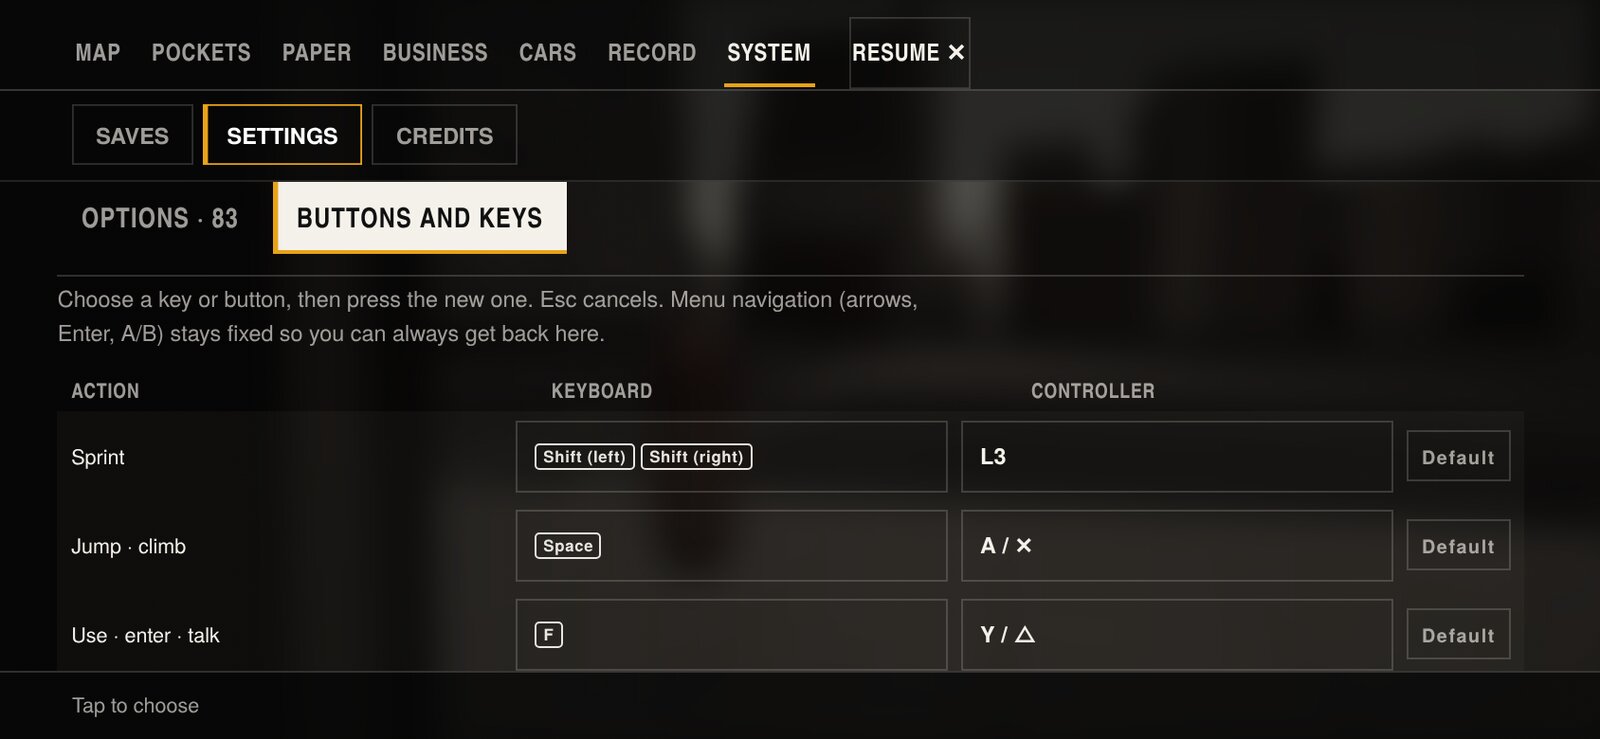 MAP POCKETS PAPER BUSINESS CARS RECORD SYSTEM RESUME ✕
SAVES SETTINGS CREDITS
OPTIONS · 83 BUTTONS AND KEYS
Choose a key or button, then press the new one. Esc cancels. Menu navigation (arrows,
Enter, A/B) stays fixed so you can always get back here.
ACTION KEYBOARD CONTROLLER
Sprint Shift (left) Shift (right) L3 Default
Jump · climb Space A / ✕ Default
Use · enter · talk F Y / △ Default
Tap to choose